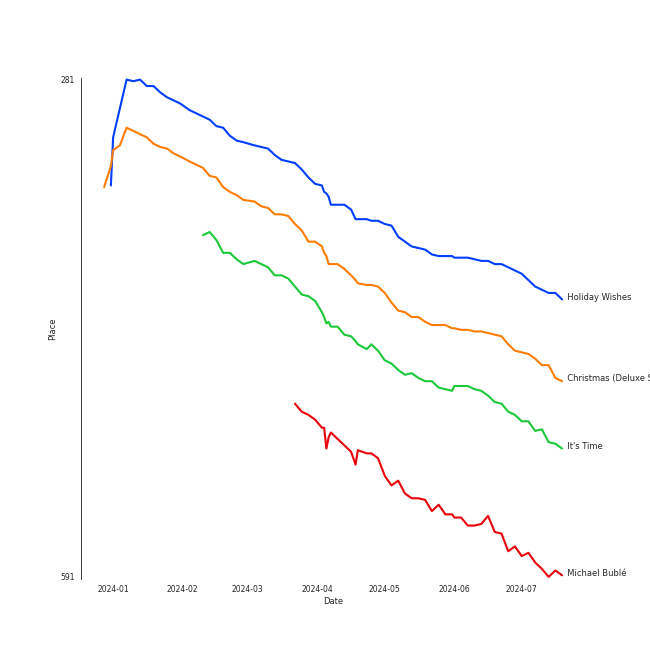 281
Holiday Wishes
Place
Christmas (Deluxe S
It's Time
Michael Bublé
591
2024-01 2024-02 2024-03 2024-04 2024-05 2024-06 2024-07
Date